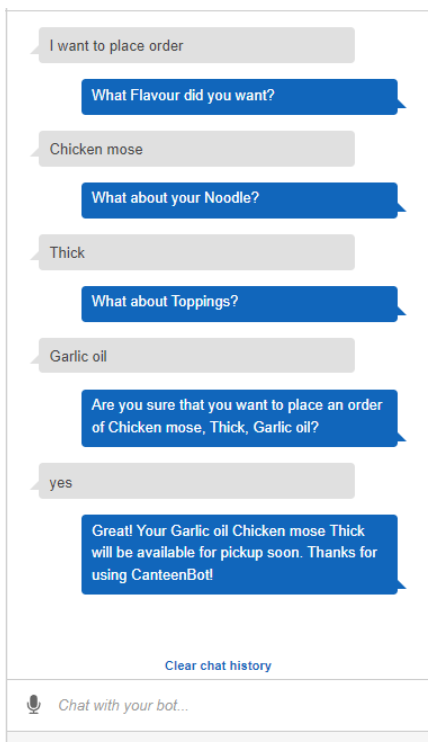 I want to place order
What Flavour did you want?
Chicken mose
What about your Noodle?
Thick
What about Toppings?
Garlic oil
Are you sure that you want to place an order
of Chicken mose, Thick, Garlic oil?
yes
Great! Your Garlic oil Chicken mose Thick
will be available for pickup soon. Thanks for
using CanteenBot!
Clear chat history
Chat with your bot...